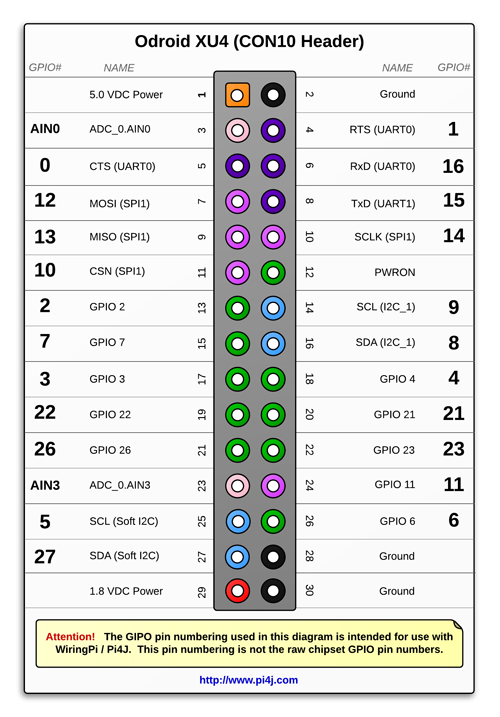 Odroid XU4 (CON10 Header)
GPIO# NAME NAME GPIO#
5.0 VDC Power 1 2 Ground
AIN0 ADC_0.AIN0 3 4 RTS (UART0) 1
0 CTS (UART0) 5 6 RxD (UART0) 16
12 MOSI (SPI1) 7 8 TxD (UART1) 15
13 MISO (SPI1) 9 10 SCLK (SPI1) 14
10 CSN (SPI1) 11 12 PWRON
2 GPIO 2 13 14 SCL (I2C_1) 9
7 GPIO 7 15 16 SDA (I2C_1) 8
3 GPIO 3 17 18 GPIO 4 4
22 GPIO 22 19 20 GPIO 21 21
26 GPIO 26 21 22 GPIO 23 23
AIN3 ADC_0.AIN3 23 24 GPIO 11 11
5 SCL (Soft I2C) 25 26 GPIO 6 6
27 SDA (Soft I2C) 27 28 Ground
1.8 VDC Power 29 30 Ground
Attention! The GIPO pin numbering used in this diagram is intended for use with
WiringPi / Pi4J. This pin numbering is not the raw chipset GPIO pin numbers.
http://www.pi4j.com